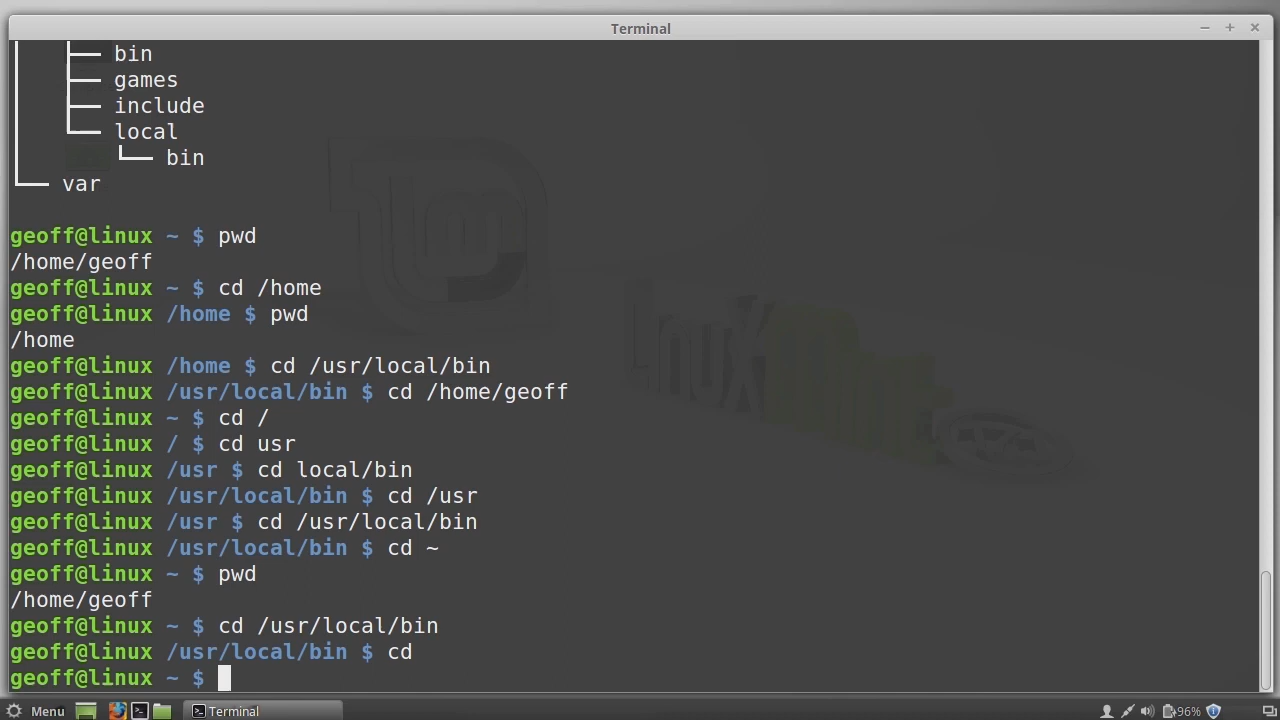 Terminal
├── bin
├── games
├── include
└── local
└── bin
└── var
geoff@linux ~ $ pwd
/home/geoff
geoff@linux ~ $ cd /home
geoff@linux /home $ pwd
/home
geoff@linux /home $ cd /usr/local/bin
geoff@linux /usr/local/bin $ cd /home/geoff
geoff@linux ~ $ cd /
geoff@linux / $ cd usr
geoff@linux /usr $ cd local/bin
geoff@linux /usr/local/bin $ cd /usr
geoff@linux /usr $ cd /usr/local/bin
geoff@linux /usr/local/bin $ cd ~
geoff@linux ~ $ pwd
/home/geoff
geoff@linux ~ $ cd /usr/local/bin
geoff@linux /usr/local/bin $ cd
geoff@linux ~ $
Menu Terminal 96%